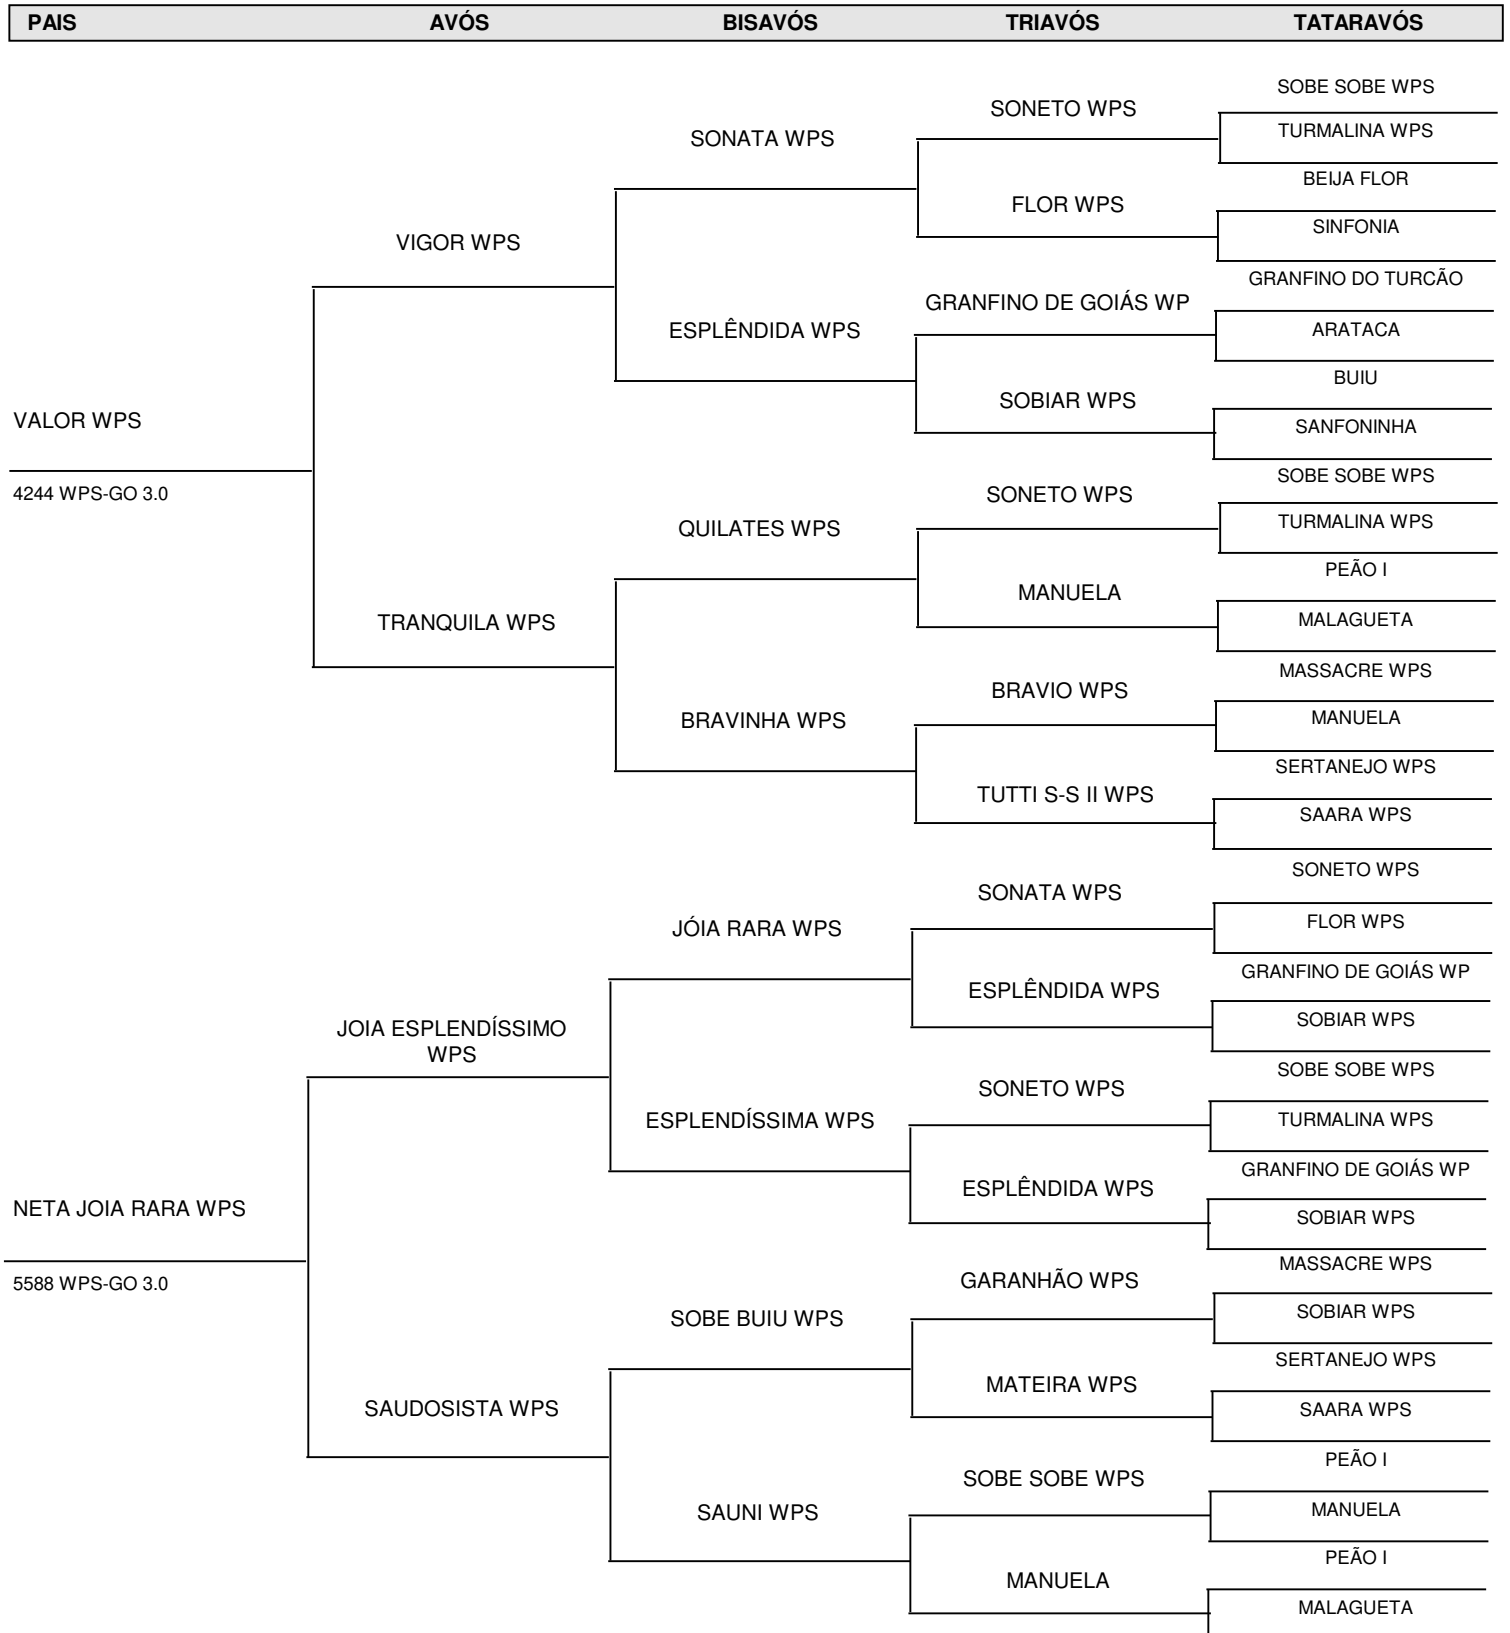 PAIS AVÓS BISAVÓS TRIAVÓS TATARAVÓS
SOBE SOBE WPS
SONETO WPS
TURMALINA WPS
SONATA WPS
BEIJA FLOR
FLOR WPS
SINFONIA
VIGOR WPS
GRANFINO DO TURCÃO
GRANFINO DE GOIÁS WP
ARATACA
ESPLÊNDIDA WPS
BUIU
SOBIAR WPS
SANFONINHA
VALOR WPS
4244 WPS-GO 3.0
SOBE SOBE WPS
SONETO WPS
TURMALINA WPS
QUILATES WPS
PEÃO I
MANUELA
MALAGUETA
TRANQUILA WPS
MASSACRE WPS
BRAVIO WPS
MANUELA
BRAVINHA WPS
SERTANEJO WPS
TUTTI S-S II WPS
SAARA WPS
SONETO WPS
SONATA WPS
FLOR WPS
JÓIA RARA WPS
GRANFINO DE GOIÁS WP
ESPLÊNDIDA WPS
SOBIAR WPS
JOIA ESPLENDÍSSIMO
WPS
SOBE SOBE WPS
SONETO WPS
TURMALINA WPS
ESPLENDÍSSIMA WPS
GRANFINO DE GOIÁS WP
ESPLÊNDIDA WPS
SOBIAR WPS
NETA JOIA RARA WPS
5588 WPS-GO 3.0
MASSACRE WPS
GARANHÃO WPS
SOBIAR WPS
SOBE BUIU WPS
SERTANEJO WPS
MATEIRA WPS
SAARA WPS
SAUDOSISTA WPS
PEÃO I
SOBE SOBE WPS
MANUELA
SAUNI WPS
PEÃO I
MANUELA
MALAGUETA